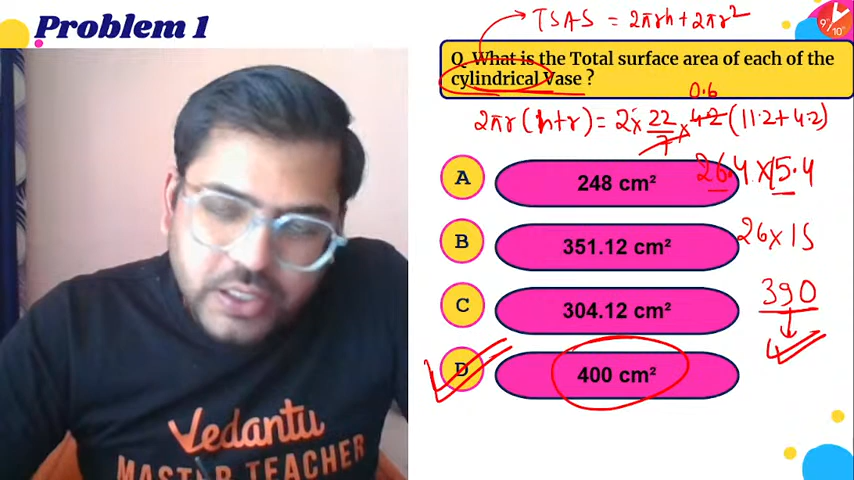 Problem 1
TSAS = 2πrh + 2πr²
9th 10th
Q. What is the Total surface area of each of the
cylindrical Vase ?
0.6
2πr (h+r) = 2 × 22/7 × 4.2 (11.2 + 4.2)
A 248 cm²
26.4 × 15.4
B 351.12 cm²
26 × 15
C 304.12 cm²
390
D 400 cm²
Vedantu
MASTER TEACHER